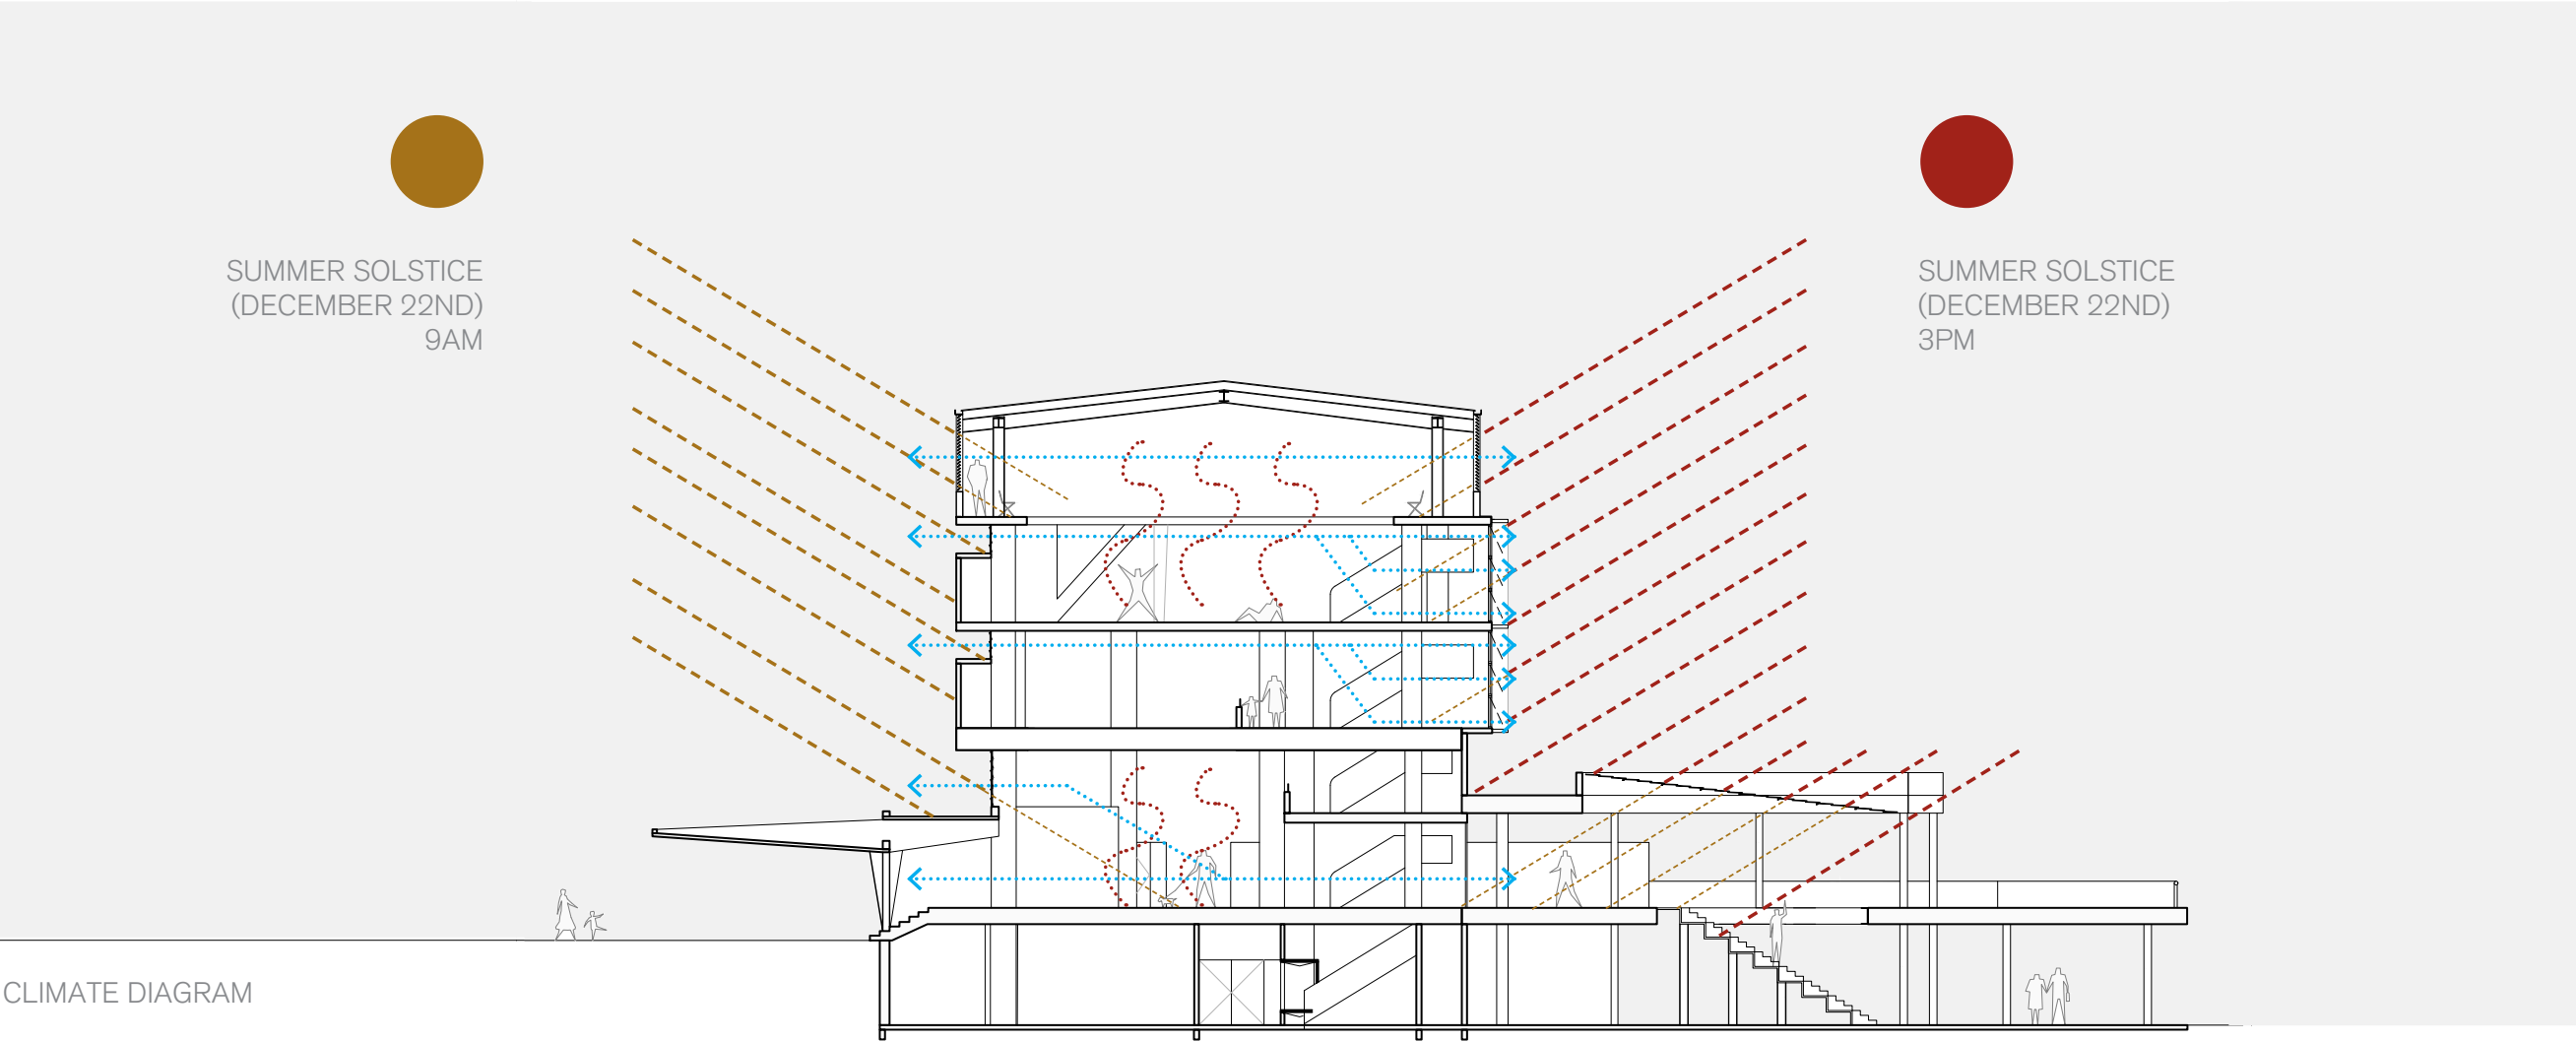 SUMMER SOLSTICE
(DECEMBER 22ND)
9AM
SUMMER SOLSTICE
(DECEMBER 22ND)
3PM
CLIMATE DIAGRAM